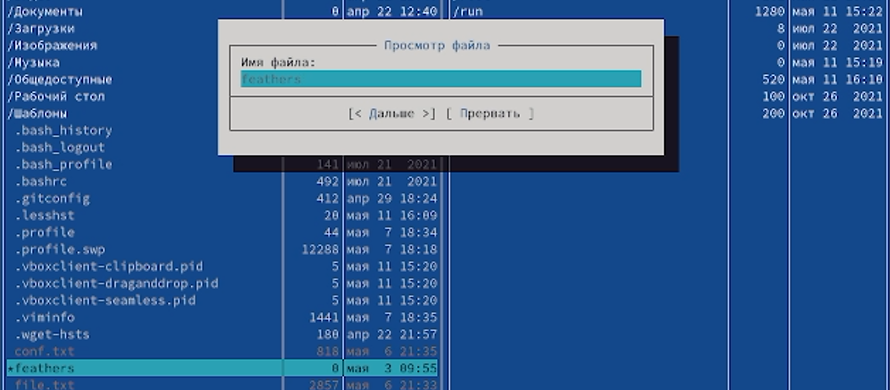 /Документы 0 апр 22 12:40 /run 1280 мая 11 15:22
/Загрузки 8 июл 22 2021
/Изображения Просмотр файла 0 июл 22 2021
/Музыка Имя файла: 0 мая 11 15:19
/Общедоступные feathers 520 мая 11 16:10
/Рабочий стол 100 окт 26 2021
/Шаблоны [< Дальше >] [ Прервать ] 200 окт 26 2021
.bash_history
.bash_logout
.bash_profile 141 июл 21 2021
.bashrc 492 июл 21 2021
.gitconfig 412 апр 29 18:24
.lesshst 20 мая 11 16:09
.profile 44 мая 7 18:34
.profile.swp 12288 мая 7 18:18
.vboxclient-clipboard.pid 5 мая 11 15:20
.vboxclient-draganddrop.pid 5 мая 11 15:20
.vboxclient-seamless.pid 5 мая 11 15:20
.viminfo 1441 мая 7 18:35
.wget-hsts 180 апр 22 21:57
conf.txt 818 мая 6 21:35
*feathers 0 мая 3 09:55
file.txt 2857 мая 6 21:33